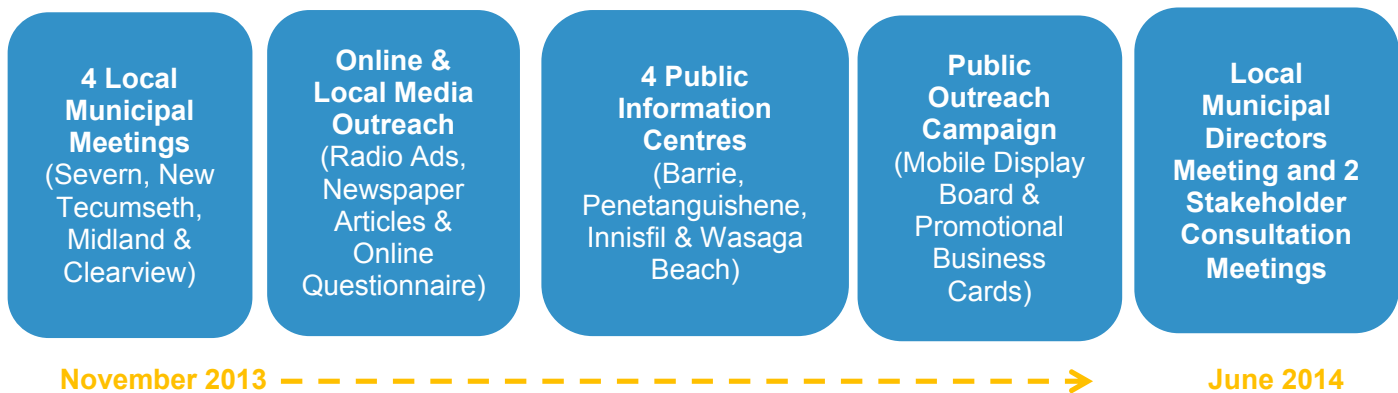 4 Local
Municipal
Meetings
(Severn, New
Tecumseth,
Midland &
Clearview)
Online &
Local Media
Outreach
(Radio Ads,
Newspaper
Articles &
Online
Questionnaire)
4 Public
Information
Centres
(Barrie,
Penetanguishene,
Innisfil & Wasaga
Beach)
Public
Outreach
Campaign
(Mobile Display
Board &
Promotional
Business
Cards)
Local
Municipal
Directors
Meeting and 2
Stakeholder
Consultation
Meetings
November 2013
June 2014